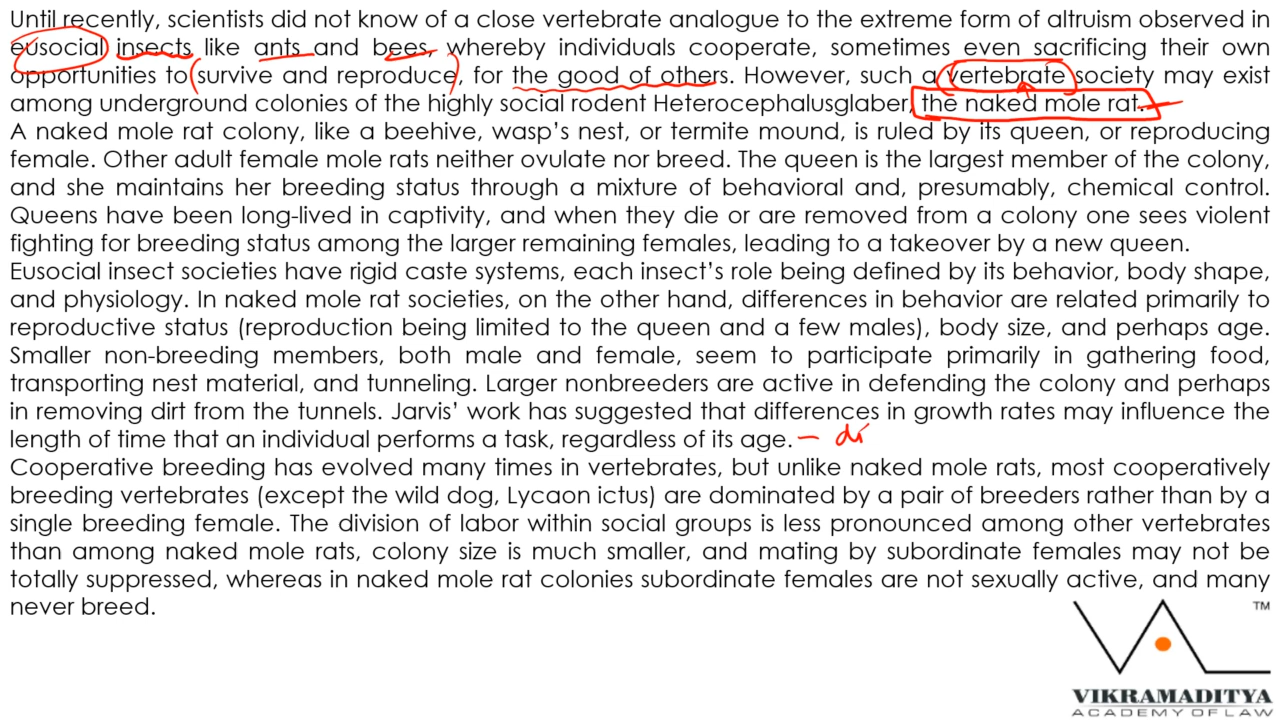 Until recently, scientists did not know of a close vertebrate analogue to the extreme form of altruism observed in
eusocial insects like ants and bees, whereby individuals cooperate, sometimes even sacrificing their own
opportunities to survive and reproduce, for the good of others. However, such a vertebrate society may exist
among underground colonies of the highly social rodent Heterocephalusglaber, the naked mole rat.
A naked mole rat colony, like a beehive, wasp's nest, or termite mound, is ruled by its queen, or reproducing
female. Other adult female mole rats neither ovulate nor breed. The queen is the largest member of the colony,
and she maintains her breeding status through a mixture of behavioral and, presumably, chemical control.
Queens have been long-lived in captivity, and when they die or are removed from a colony one sees violent
fighting for breeding status among the larger remaining females, leading to a takeover by a new queen.
Eusocial insect societies have rigid caste systems, each insect's role being defined by its behavior, body shape,
and physiology. In naked mole rat societies, on the other hand, differences in behavior are related primarily to
reproductive status (reproduction being limited to the queen and a few males), body size, and perhaps age.
Smaller non-breeding members, both male and female, seem to participate primarily in gathering food,
transporting nest material, and tunneling. Larger nonbreeders are active in defending the colony and perhaps
in removing dirt from the tunnels. Jarvis' work has suggested that differences in growth rates may influence the
length of time that an individual performs a task, regardless of its age.
Cooperative breeding has evolved many times in vertebrates, but unlike naked mole rats, most cooperatively
breeding vertebrates (except the wild dog, Lycaon ictus) are dominated by a pair of breeders rather than by a
single breeding female. The division of labor within social groups is less pronounced among other vertebrates
than among naked mole rats, colony size is much smaller, and mating by subordinate females may not be
totally suppressed, whereas in naked mole rat colonies subordinate females are not sexually active, and many
never breed.
TM
VIKRAMADITYA
ACADEMY OF LAW